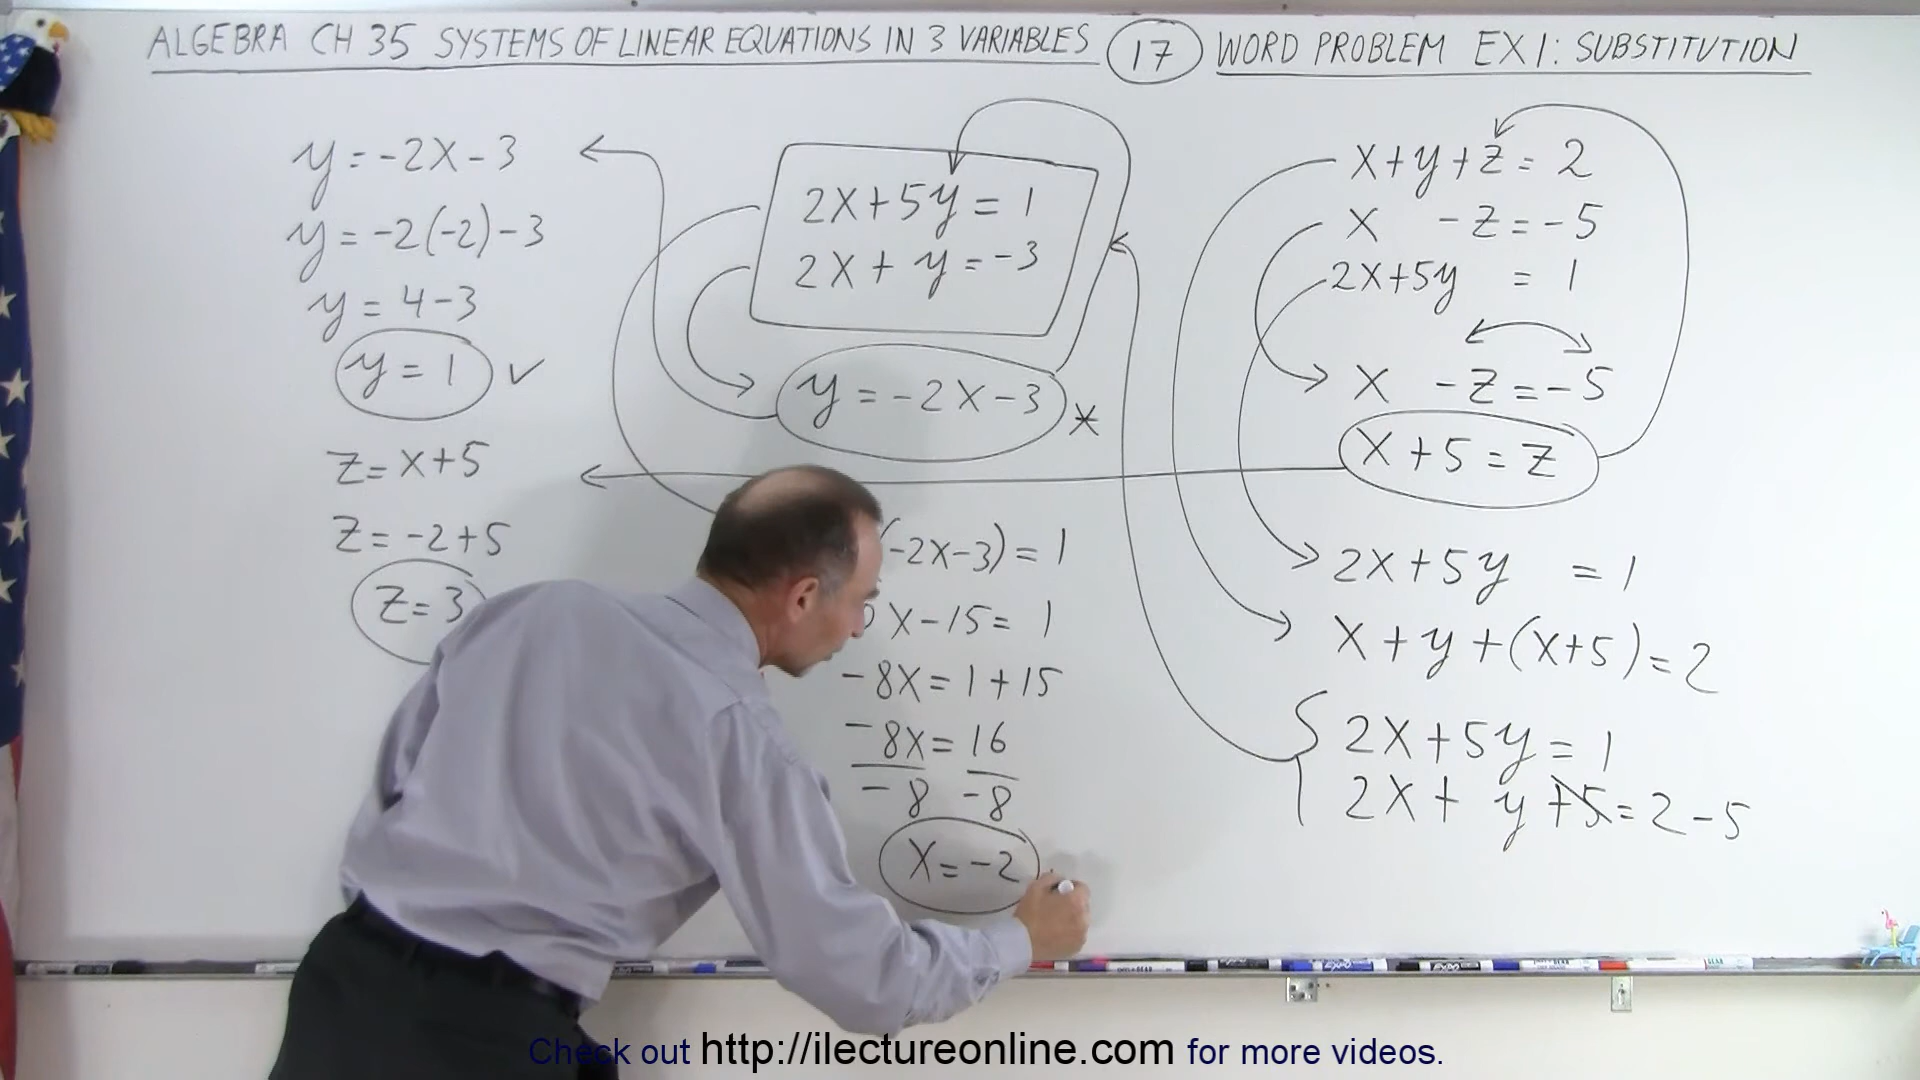 ALGEBRA CH 35 SYSTEMS OF LINEAR EQUATIONS IN 3 VARIABLES 17 WORD PROBLEM EX1: SUBSTITUTION
y = -2x - 3
y = -2(-2) - 3
y = 4 - 3
y = 1 ✓
z = x + 5
z = -2 + 5
z = 3
2x + 5y = 1
2x + y = -3
y = -2x - 3 *
(-2x - 3) = 1
x - 15 = 1
-8x = 1 + 15
-8x = 16
-8 -8
x = -2
x + y + z = 2
x - z = -5
2x + 5y = 1
x - z = -5
x + 5 = z
2x + 5y = 1
x + y + (x + 5) = 2
2x + 5y = 1
2x + y + 5 = 2 - 5
Check out http://ilectureonline.com for more videos.